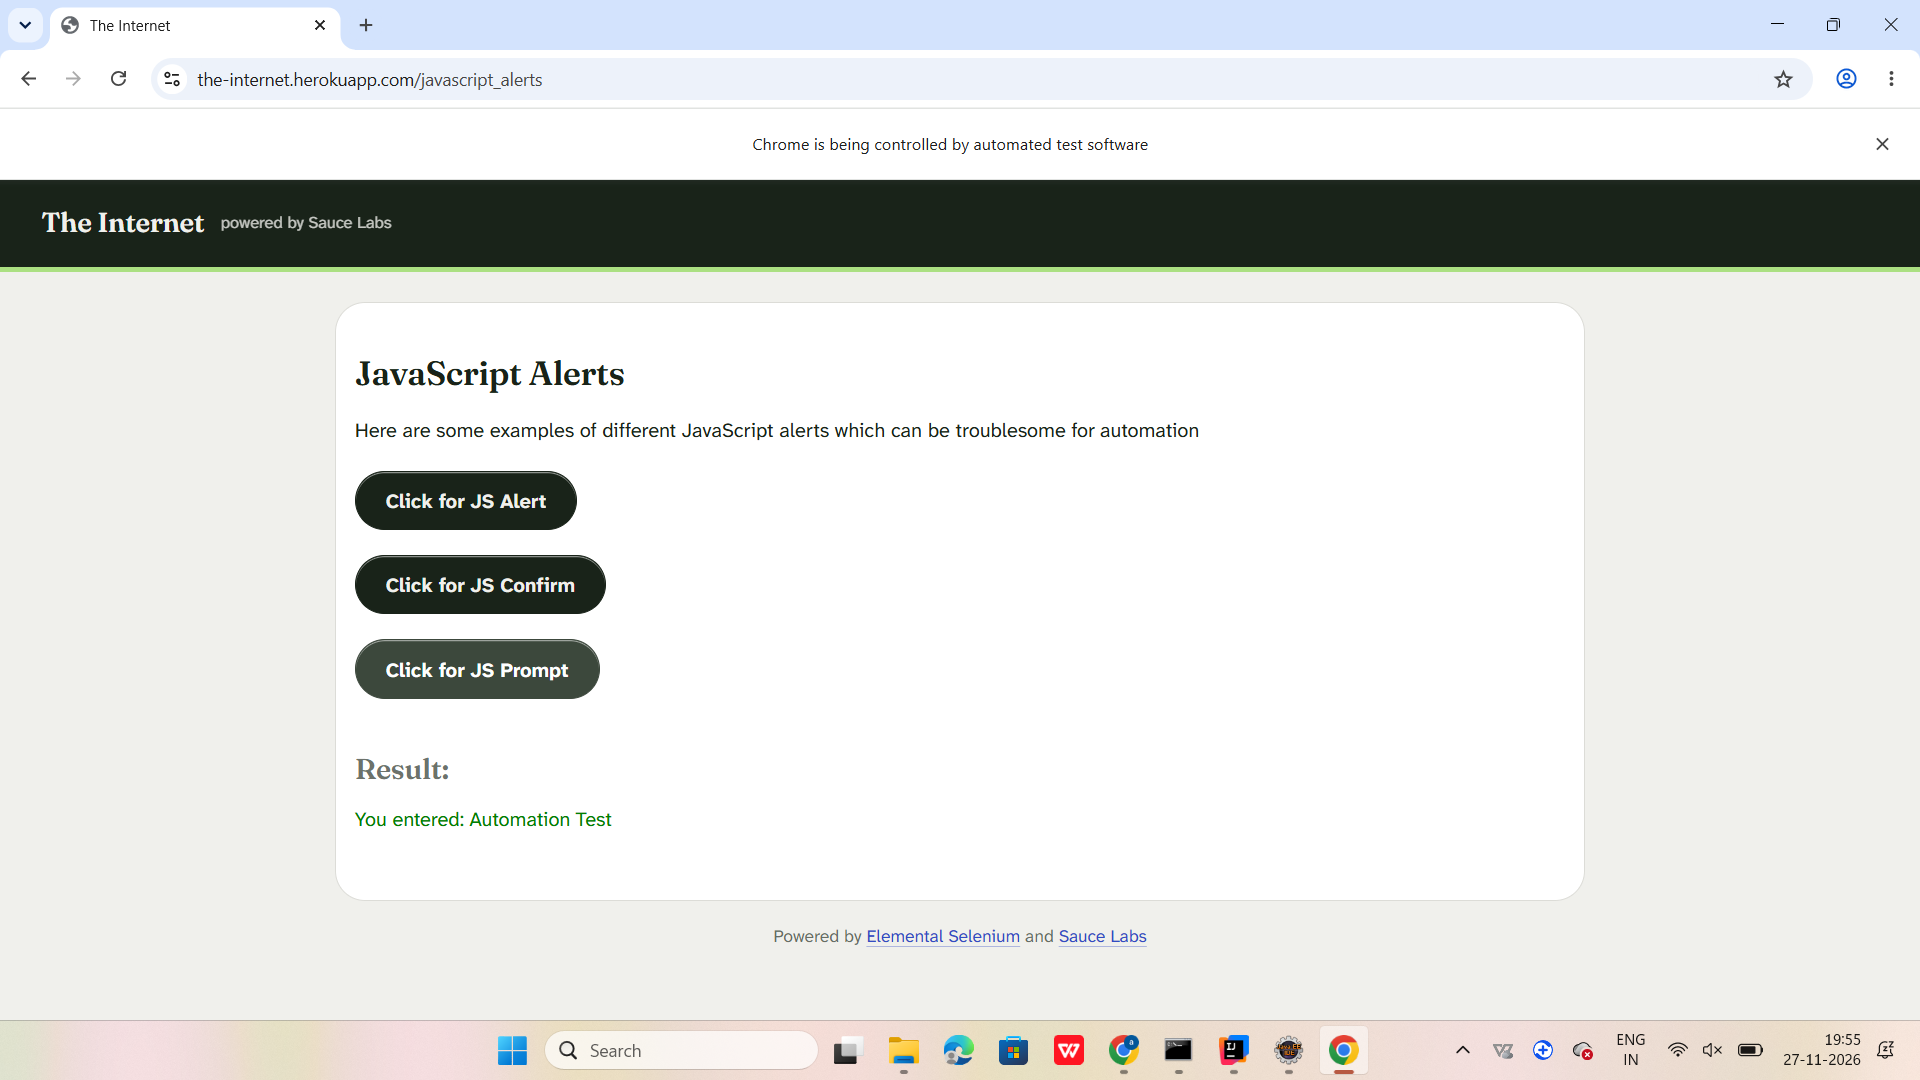 The Internet
the-internet.herokuapp.com/javascript_alerts
Chrome is being controlled by automated test software
The Internet powered by Sauce Labs
JavaScript Alerts
Here are some examples of different JavaScript alerts which can be troublesome for automation
Click for JS Alert
Click for JS Confirm
Click for JS Prompt
Result:
You entered: Automation Test
Powered by Elemental Selenium and Sauce Labs
Search
ENG
IN
19:55
27-11-2026